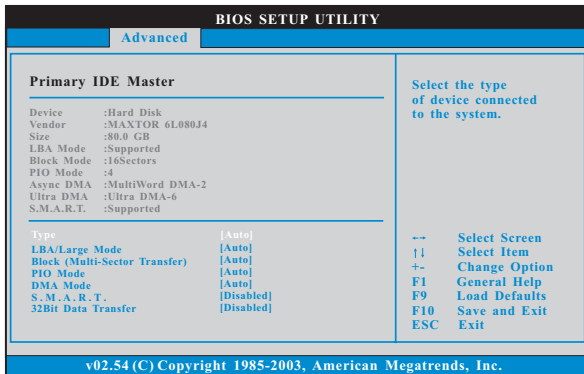 BIOS SETUP UTILITY
Advanced
Primary IDE Master
Device :Hard Disk
Vendor :MAXTOR 6L080J4
Size :80.0 GB
LBA Mode :Supported
Block Mode :16Sectors
PIO Mode :4
Async DMA :MultiWord DMA-2
Ultra DMA :Ultra DMA-6
S.M.A.R.T. :Supported
Type [Auto]
LBA/Large Mode [Auto]
Block (Multi-Sector Transfer) [Auto]
PIO Mode [Auto]
DMA Mode [Auto]
S.M.A.R.T. [Disabled]
32Bit Data Transfer [Disabled]
Select the type
of device connected
to the system.
←→ Select Screen
↑↓ Select Item
+- Change Option
F1 General Help
F9 Load Defaults
F10 Save and Exit
ESC Exit
v02.54 (C) Copyright 1985-2003, American Megatrends, Inc.